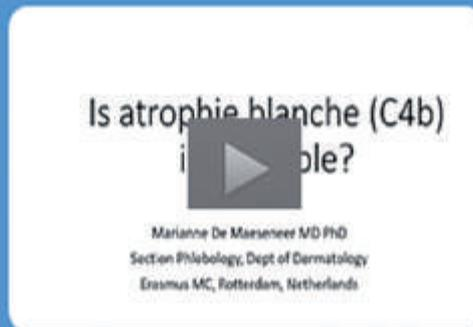 Is atrophie blanche (C4b)
Marianne De Maeseneer MD PhD
Section Phlebology, Dept of Dermatology
Erasmus MC, Rotterdam, Netherlands